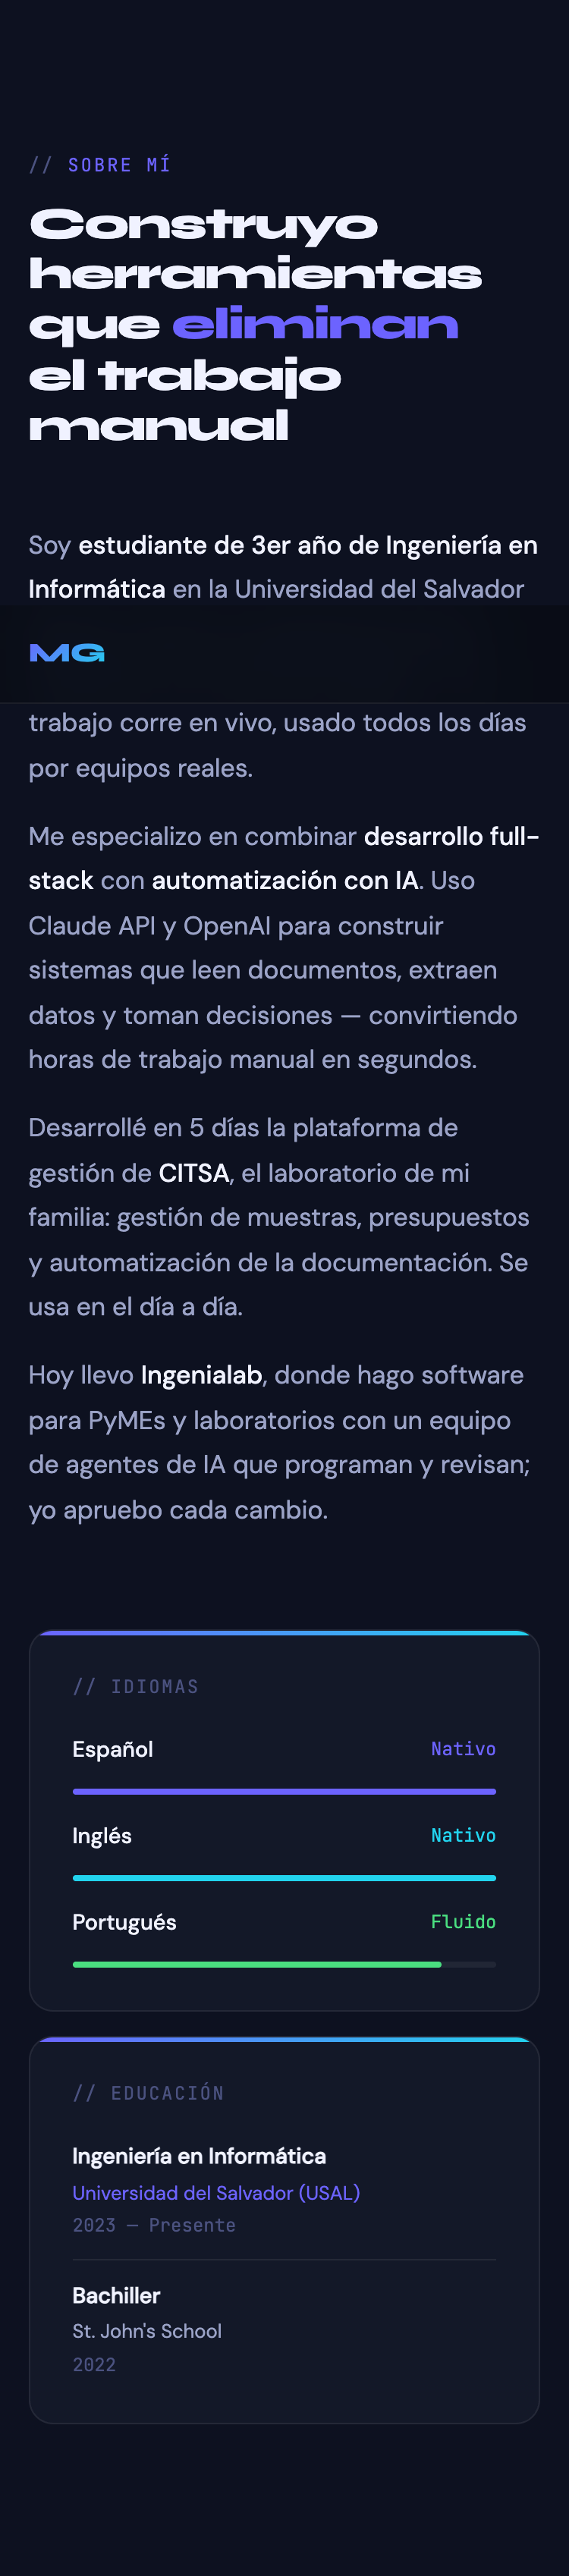 // SOBRE MÍ
Construyo
herramientas
que eliminan
el trabajo
manual
Soy estudiante de 3er año de Ingeniería en
Informática en la Universidad del Salvador
MG
trabajo corre en vivo, usado todos los días
por equipos reales.
Me especializo en combinar desarrollo full-
stack con automatización con IA. Uso
Claude API y OpenAI para construir
sistemas que leen documentos, extraen
datos y toman decisiones — convirtiendo
horas de trabajo manual en segundos.
Desarrollé en 5 días la plataforma de
gestión de CITSA, el laboratorio de mi
familia: gestión de muestras, presupuestos
y automatización de la documentación. Se
usa en el día a día.
Hoy llevo Ingenialab, donde hago software
para PyMEs y laboratorios con un equipo
de agentes de IA que programan y revisan;
yo apruebo cada cambio.
// IDIOMAS
Español Nativo
Inglés Nativo
Portugués Fluido
// EDUCACIÓN
Ingeniería en Informática
Universidad del Salvador (USAL)
2023 — Presente
Bachiller
St. John's School
2022